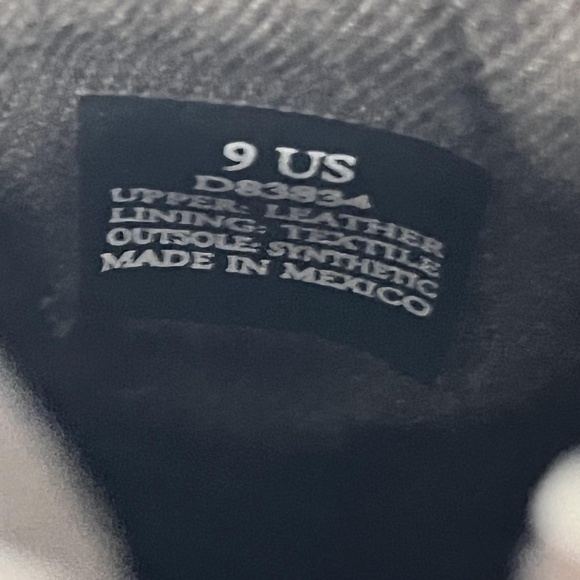 9 US
D83834
UPPER: LEATHER
LINING: TEXTILE
OUTSOLE: SYNTHETIC
MADE IN MEXICO